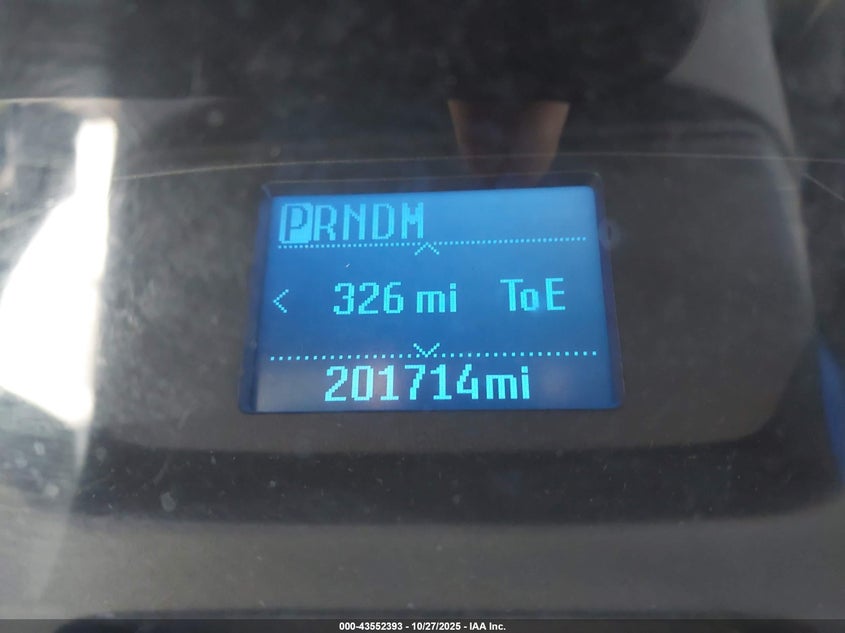 PRNDM
< 326 mi ToE
201714mi
000-43552393 - 10/27/2025 - IAA Inc.